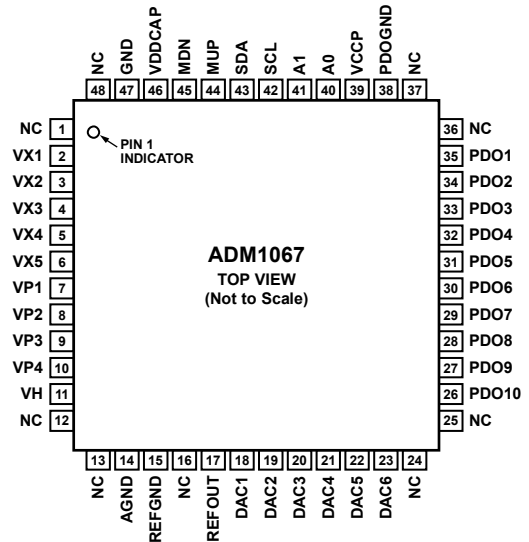 NC
GND
VDDCAP
MDN
MUP
SDA
SCL
A1
A0
VCCP
PDOGND
NC
48
47
46
45
44
43
42
41
40
39
38
37
NC 1
VX1 2
VX2 3
VX3 4
VX4 5
VX5 6
VP1 7
VP2 8
VP3 9
VP4 10
VH 11
NC 12
PIN 1
INDICATOR
ADM1067
TOP VIEW
(Not to Scale)
36 NC
35 PDO1
34 PDO2
33 PDO3
32 PDO4
31 PDO5
30 PDO6
29 PDO7
28 PDO8
27 PDO9
26 PDO10
25 NC
13
14
15
16
17
18
19
20
21
22
23
24
NC
AGND
REFGND
NC
REFOUT
DAC1
DAC2
DAC3
DAC4
DAC5
DAC6
NC